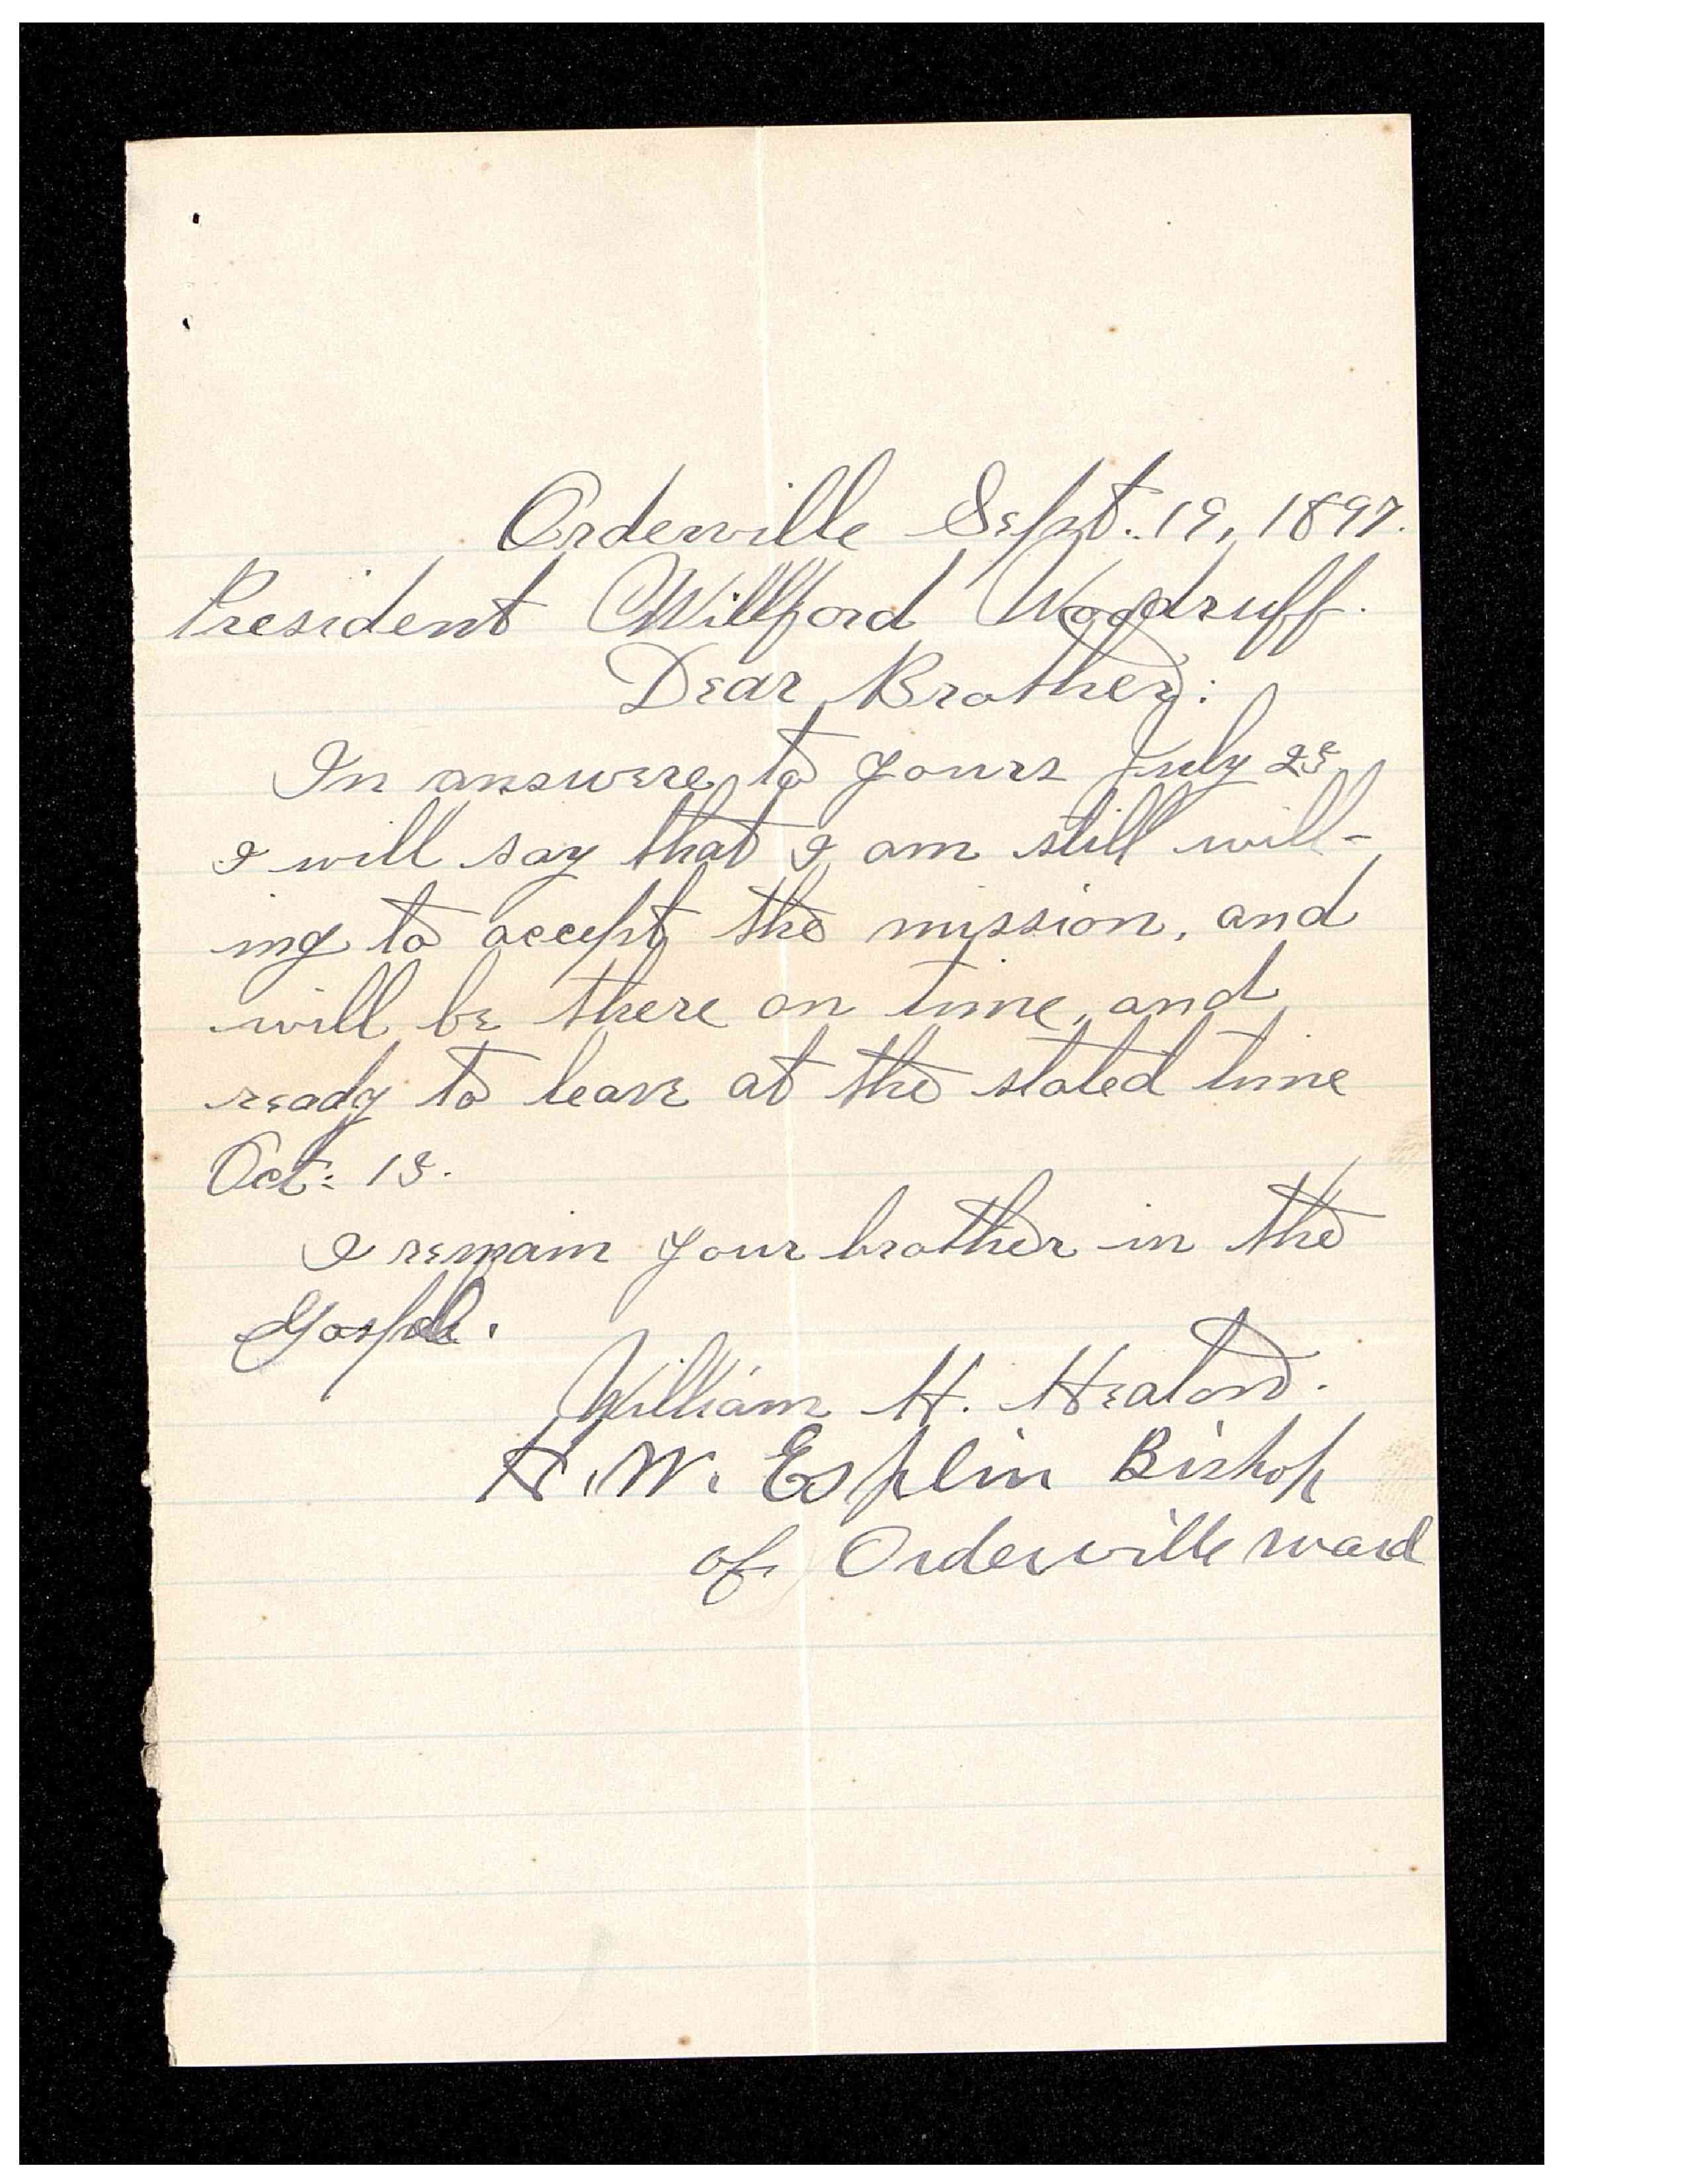 Orderville Sept. 19, 1897.
President Willford Woodruff.
Dear Brother:
In answere to yours July 23
I will say that I am still will-
ing to accept the mission, and
will be there on time, and
ready to leave at the stated time
Oct: 13.
I remain your brother in the
Gospel.
William H. Heaton.
H. W. Esplin Bishop
of Orderville ward